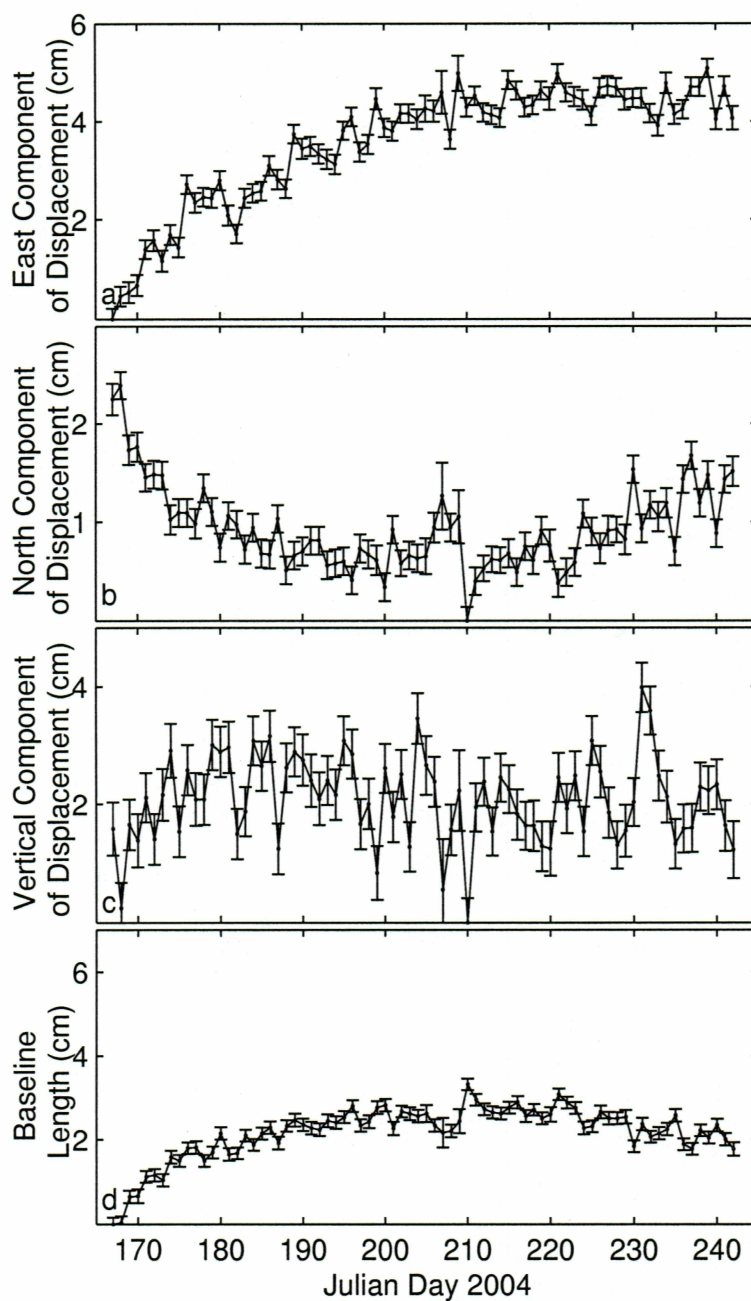 East Component
of Displacement (cm)
6
4
2
a
North Component
of Displacement (cm)
2
1
b
Vertical Component
of Displacement (cm)
4
2
c
Baseline
Length (cm)
6
4
2
d
170 180 190 200 210 220 230 240
Julian Day 2004